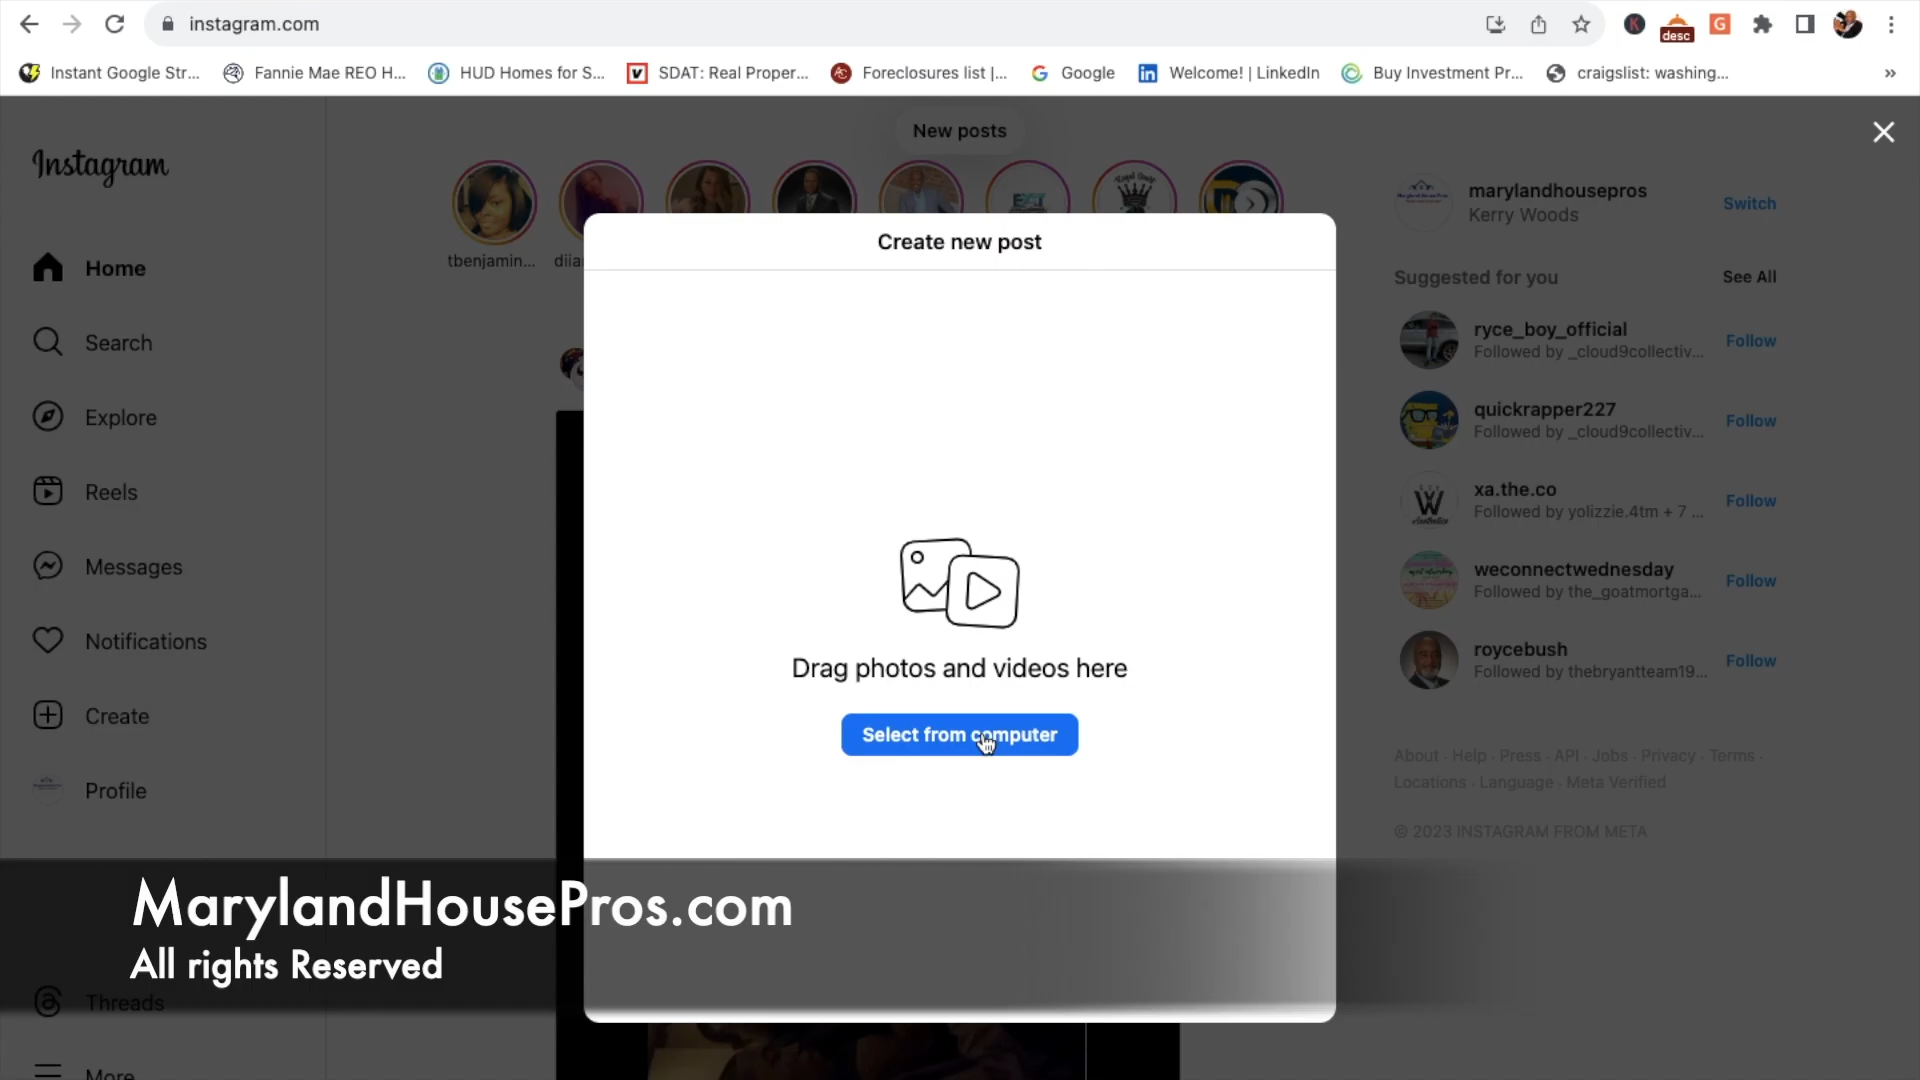 instagram.com
desc
Instant Google Str...
Fannie Mae REO H...
HUD Homes for S...
SDAT: Real Proper...
Foreclosures list |...
Google
Welcome! | LinkedIn
Buy Investment Pr...
craigslist: washing...
»
Instagram
Home
Search
Explore
Reels
Messages
Notifications
Create
Profile
Threads
More
New posts
tbenjamin...
diia
EXIT
Create new post
Drag photos and videos here
Select from computer
marylandhousepros
Kerry Woods
Switch
Suggested for you
See All
ryce_boy_official
Followed by _cloud9collectiv...
Follow
quickrapper227
Followed by _cloud9collectiv...
Follow
xa.the.co
Followed by yolizzie.4tm + 7 ...
Follow
weconnectwednesday
Followed by the_goatmortga...
Follow
roycebush
Followed by thebryantteam19...
Follow
About · Help · Press · API · Jobs · Privacy · Terms ·
Locations · Language · Meta Verified
© 2023 INSTAGRAM FROM META
MarylandHousePros.com
All rights Reserved